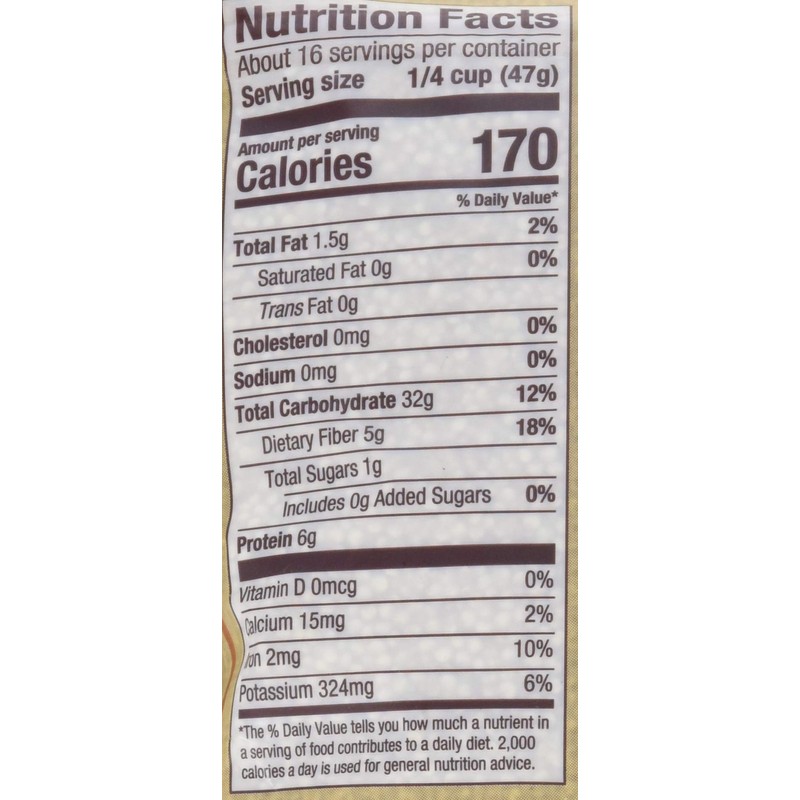 Nutrition Facts
About 16 servings per container
Serving size 1/4 cup (47g)
Amount per serving
Calories 170
% Daily Value*
Total Fat 1.5g 2%
Saturated Fat 0g 0%
Trans Fat 0g
Cholesterol 0mg 0%
Sodium 0mg 0%
Total Carbohydrate 32g 12%
Dietary Fiber 5g 18%
Total Sugars 1g
Includes 0g Added Sugars 0%
Protein 6g
Vitamin D 0mcg 0%
Calcium 15mg 2%
Iron 2mg 10%
Potassium 324mg 6%
*The % Daily Value tells you how much a nutrient in
a serving of food contributes to a daily diet. 2,000
calories a day is used for general nutrition advice.